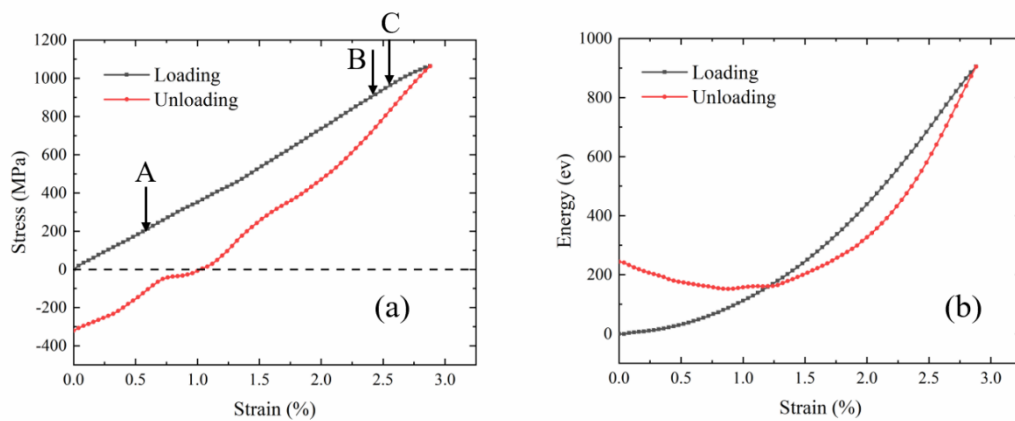 1200
1000
800
600
400
200
0
-200
-400
Stress (MPa)
Loading
Unloading
A
B
C
(a)
0.0 0.5 1.0 1.5 2.0 2.5 3.0
Strain (%)
1000
800
600
400
200
0
Energy (ev)
Loading
Unloading
(b)
0.0 0.5 1.0 1.5 2.0 2.5 3.0
Strain (%)